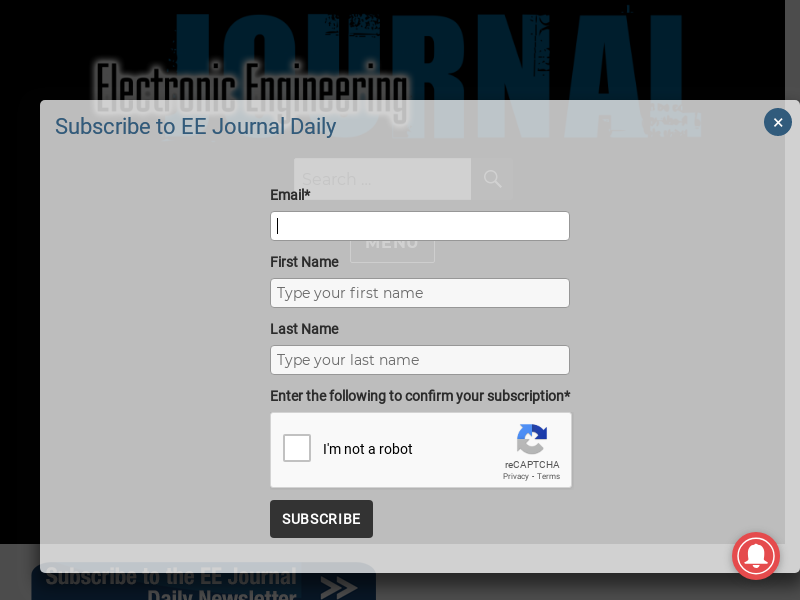 JOURNAL
Electronic Engineering
Subscribe to EE Journal Daily
×
Search ...
Email*
MENU
First Name
Type your first name
Last Name
Type your last name
Enter the following to confirm your subscription*
I'm not a robot
reCAPTCHA
Privacy - Terms
SUBSCRIBE
Subscribe to the EE Journal
Daily Newsletter
>>